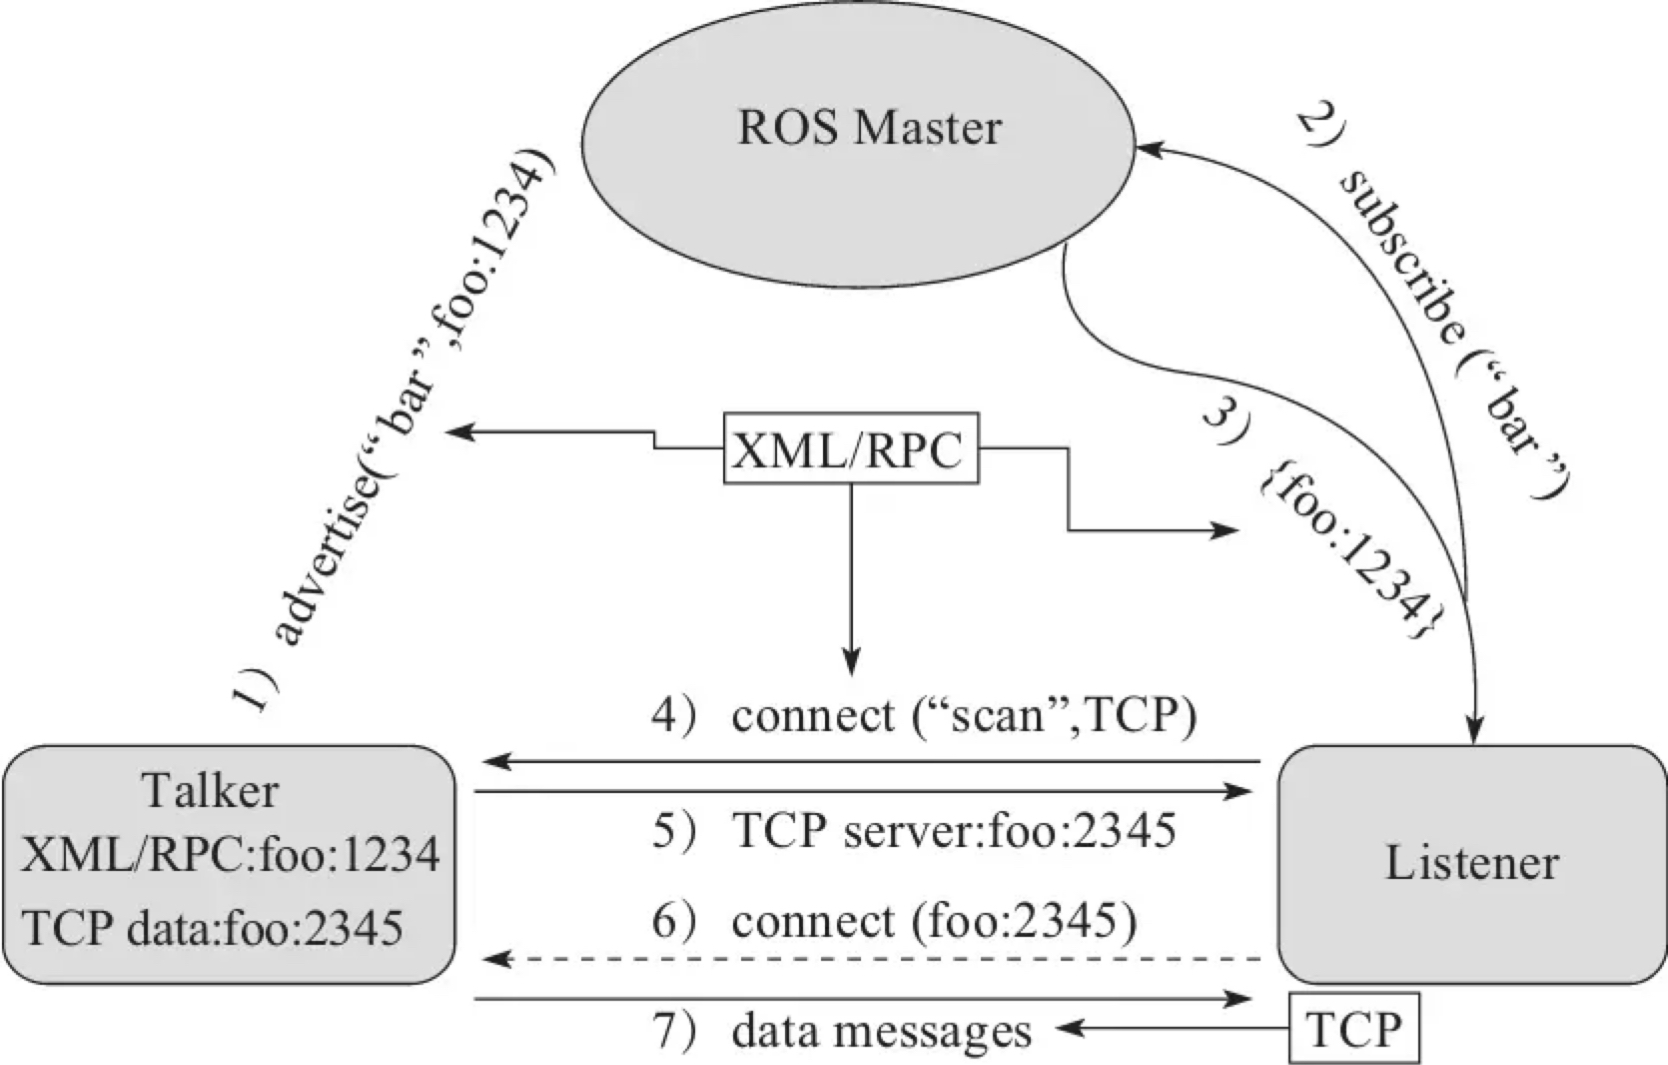 ROS Master
1) advertise(“bar”,foo:1234)
2) subscribe (“bar”)
3) {foo:1234}
XML/RPC
4) connect (“scan”,TCP)
5) TCP server:foo:2345
6) connect (foo:2345)
7) data messages
Talker
XML/RPC:foo:1234
TCP data:foo:2345
Listener
TCP